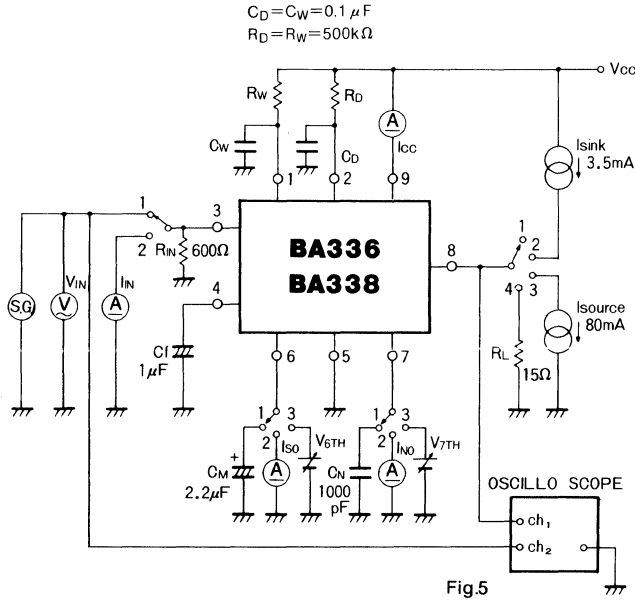 CD=CW=0.1μF
RD=RW=500kΩ
VCC
RW
RD
A
ICC
CW
CD
Isink
3.5mA
1
2
9
1
2
3
RIN
600Ω
BA336
BA338
8
1
2
3
4
S.G
V
VIN
IIN
A
4
Cf
1μF
Isource
80mA
RL
15Ω
6
5
7
1
3
2
ISO
V6TH
1
3
2
INO
V7TH
+
CM
2.2μF
A
CN
1000
pF
A
OSCILLO SCOPE
ch1
ch2
Fig.5